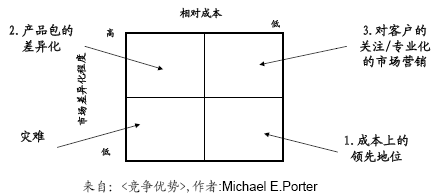 相对成本
高
低
2. 产品包的
差异化
3. 对客户的
关注/专业化
的市场营销
市场差异化程度
灾难
低
1. 成本上的
领先地位
来自：<竞争优势>,作者:Michael E.Porter